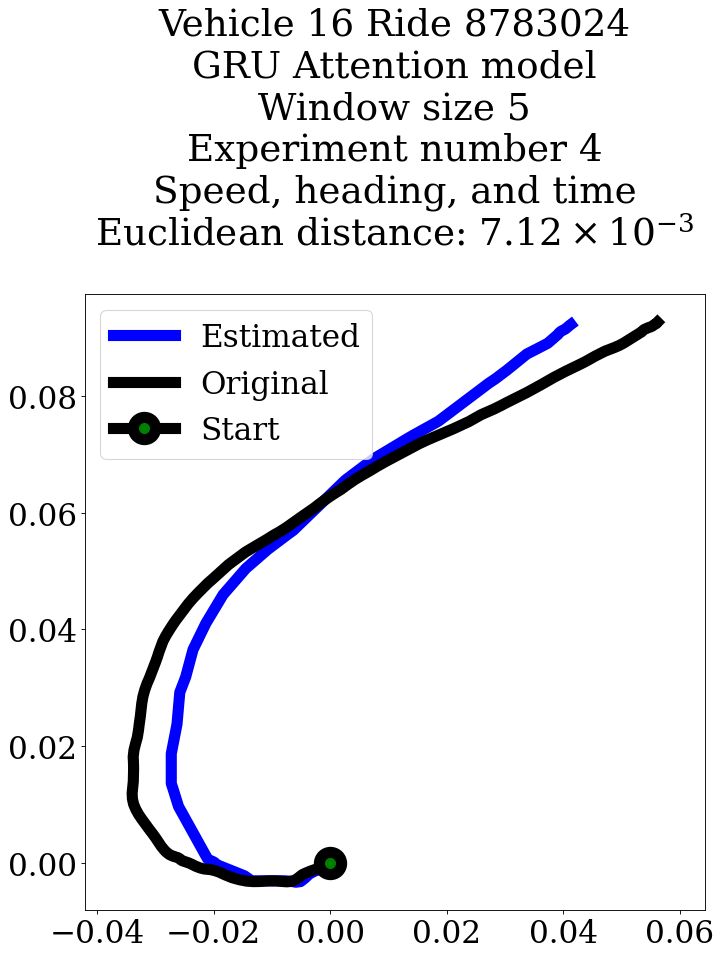 Vehicle 16 Ride 8783024
GRU Attention model
Window size 5
Experiment number 4
Speed, heading, and time
Euclidean distance: 7.12 × 10⁻³
Estimated
Original
Start
0.08
0.06
0.04
0.02
0.00
−0.04 −0.02 0.00 0.02 0.04 0.06